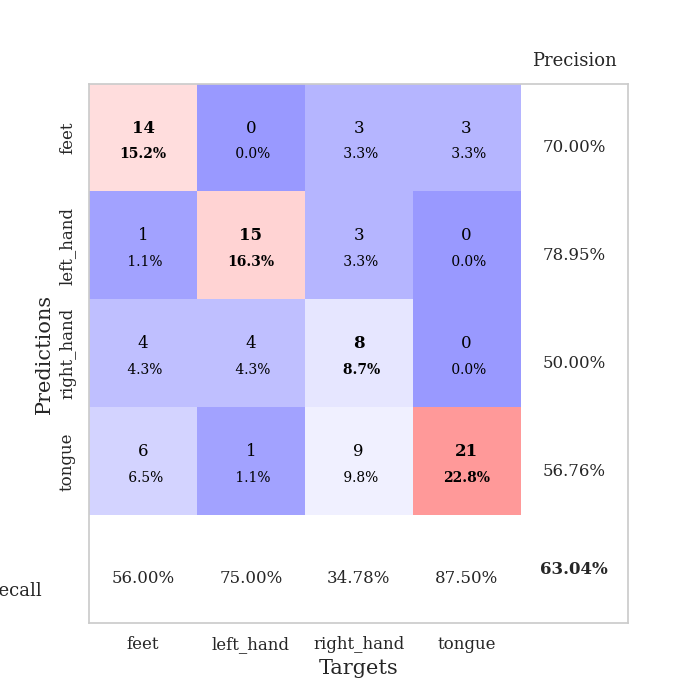 Precision
feet 14 0 3 3 70.00%
15.2% 0.0% 3.3% 3.3%
left_hand 1 15 3 0 78.95%
1.1% 16.3% 3.3% 0.0%
Predictions
right_hand 4 4 8 0 50.00%
4.3% 4.3% 8.7% 0.0%
tongue 6 1 9 21 56.76%
6.5% 1.1% 9.8% 22.8%
ecall 56.00% 75.00% 34.78% 87.50% 63.04%
feet left_hand right_hand tongue
Targets